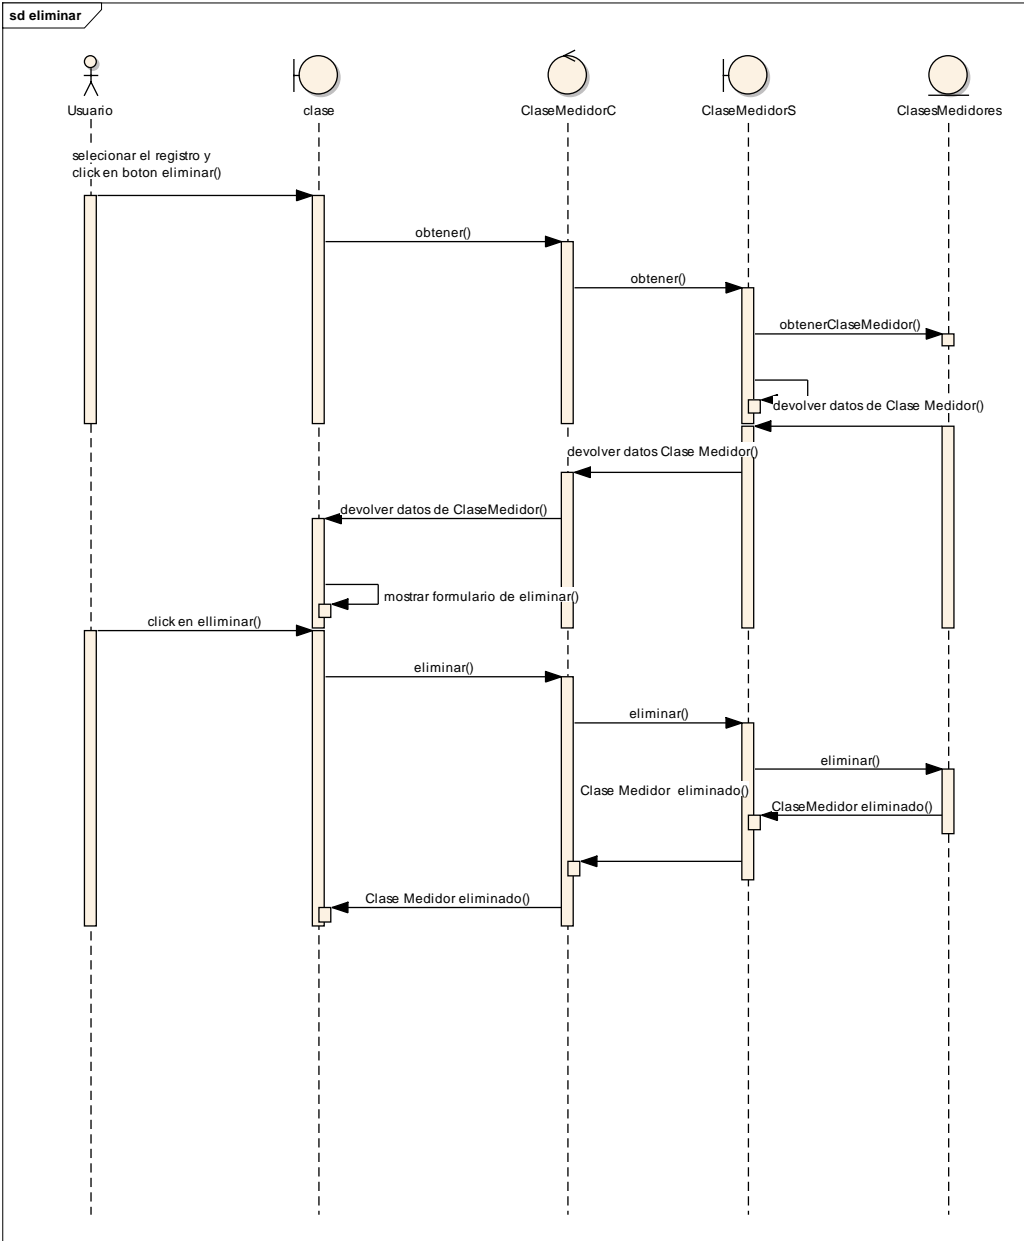 sd eliminar
Usuario
clase
ClaseMedidorC
ClaseMedidorS
ClasesMedidores
selecionar el registro y
click en boton eliminar()
obtener()
obtener()
obtenerClaseMedidor()
devolver datos de Clase Medidor()
devolver datos Clase Medidor()
devolver datos de ClaseMedidor()
mostrar formulario de eliminar()
click en elliminar()
eliminar()
eliminar()
eliminar()
Clase Medidor eliminado()
ClaseMedidor eliminado()
Clase Medidor eliminado()